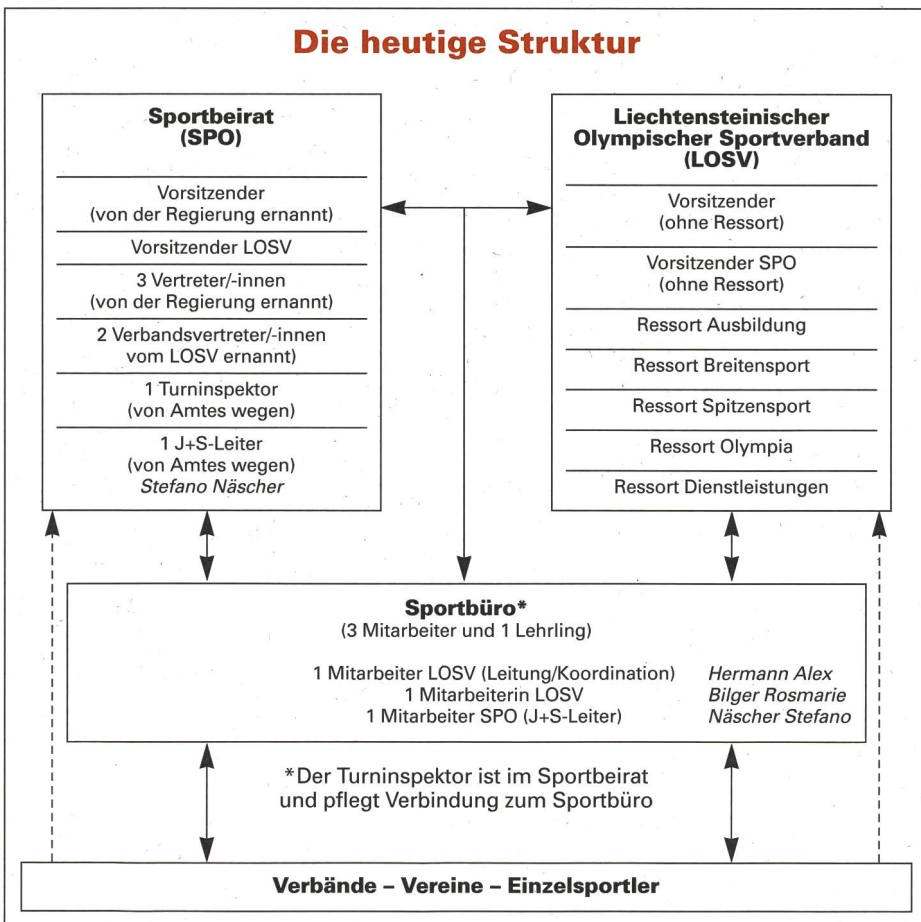 Die heutige Struktur
Sportbeirat
(SPO)
Vorsitzender
(von der Regierung ernannt)
Vorsitzender LOSV
3 Vertreter/-innen
(von der Regierung ernannt)
2 Verbandsvertreter/-innen
vom LOSV ernannt)
1 Turninspektor
(von Amtes wegen)
1 J+S-Leiter
(von Amtes wegen)
Stefano Näscher
Liechtensteinischer
Olympischer Sportverband
(LOSV)
Vorsitzender
(ohne Ressort)
Vorsitzender SPO
(ohne Ressort)
Ressort Ausbildung
Ressort Breitensport
Ressort Spitzensport
Ressort Olympia
Ressort Dienstleistungen
Sportbüro*
(3 Mitarbeiter und 1 Lehrling)
1 Mitarbeiter LOSV (Leitung/Koordination) Hermann Alex
1 Mitarbeiterin LOSV Bilger Rosmarie
1 Mitarbeiter SPO (J+S-Leiter) Näscher Stefano
*Der Turninspektor ist im Sportbeirat
und pflegt Verbindung zum Sportbüro
Verbände – Vereine – Einzelsportler